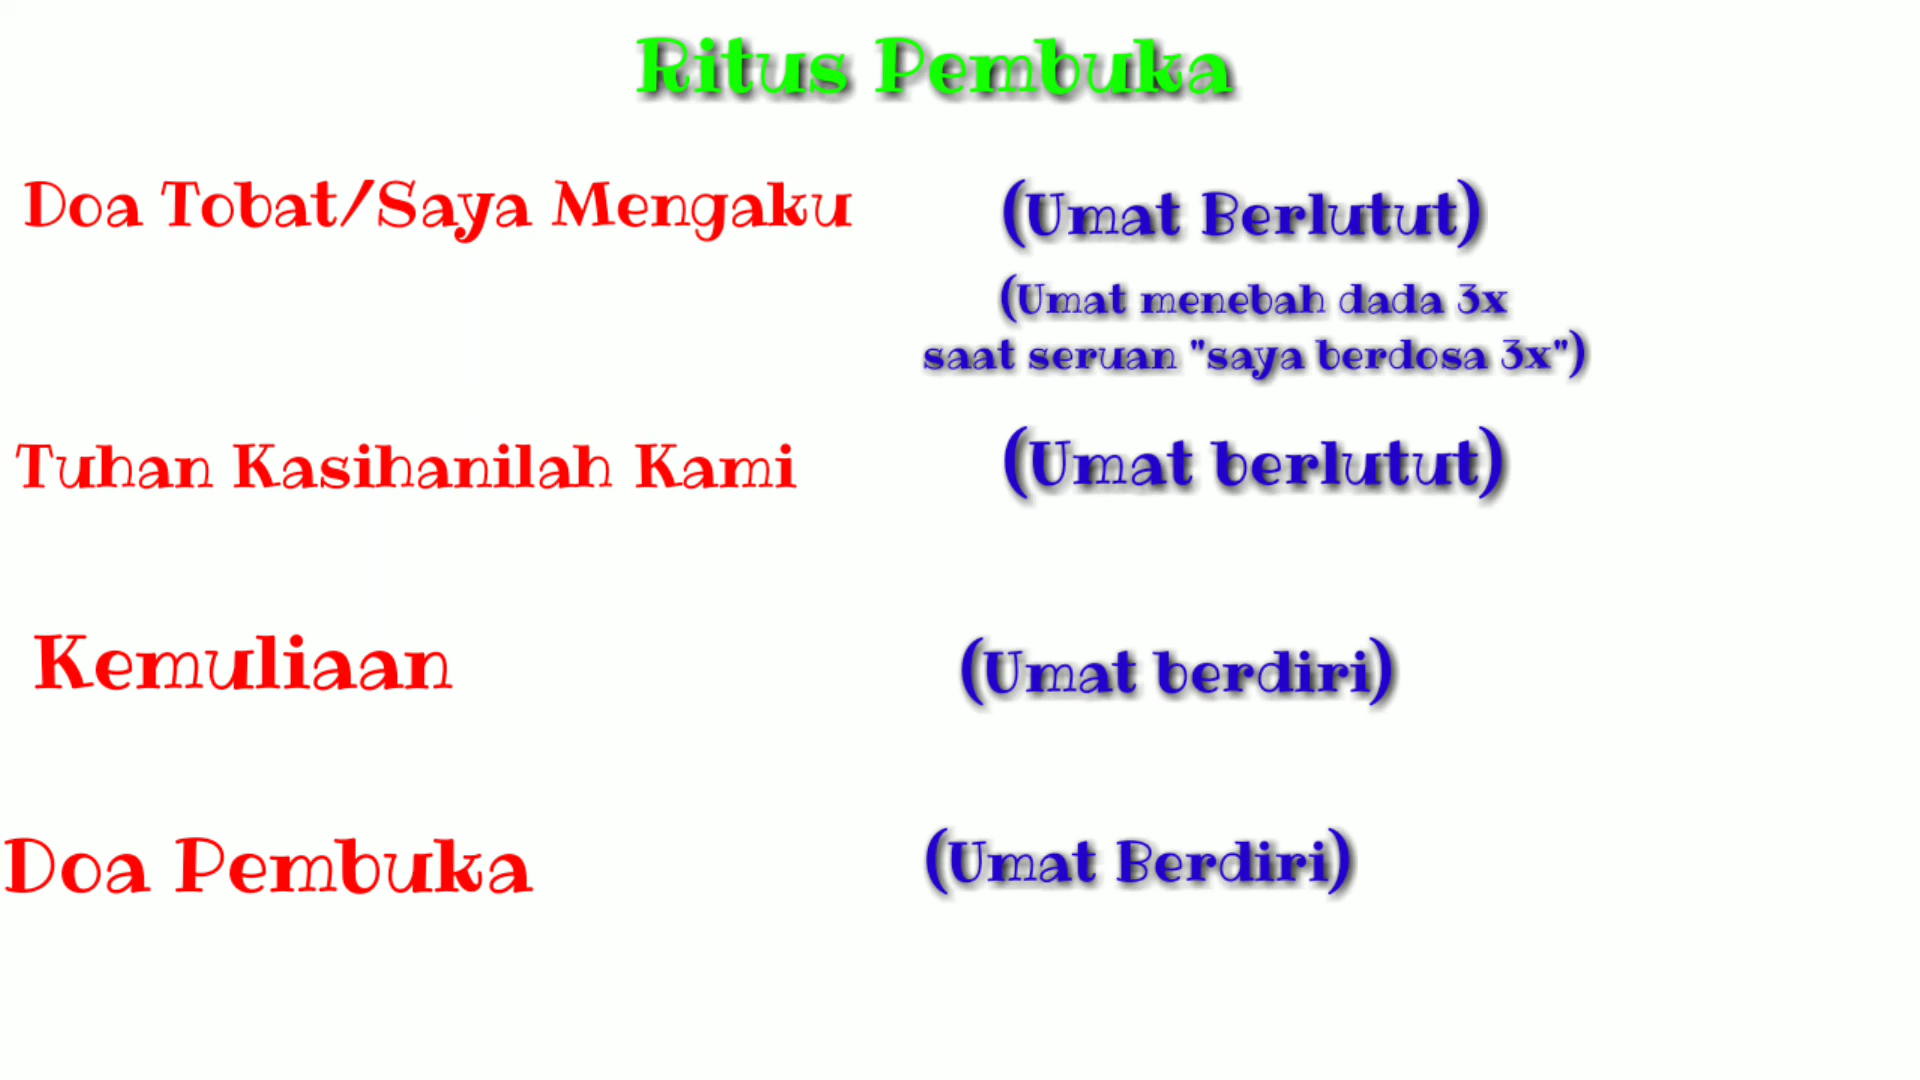 Ritus Pembuka
Doa Tobat/Saya Mengaku
(Umat Berlutut)
(Umat menebah dada 3x
saat seruan "saya berdosa 3x")
Tuhan Kasihanilah Kami
(Umat berlutut)
Kemuliaan
(Umat berdiri)
Doa Pembuka
(Umat Berdiri)